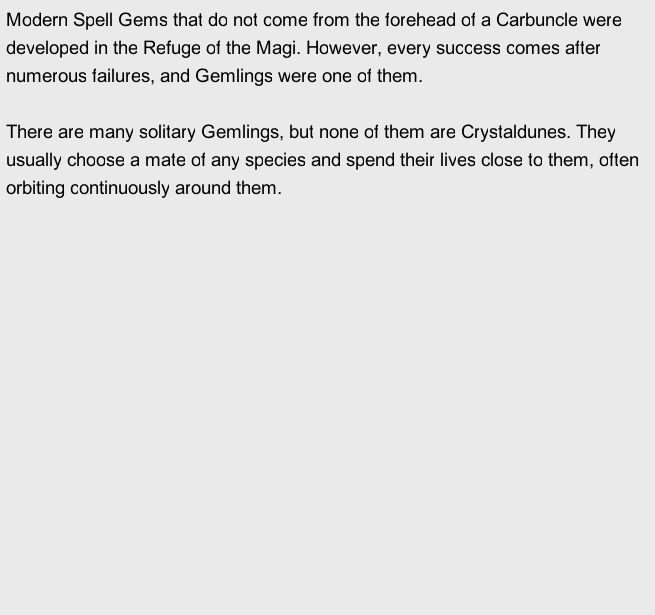 Modern Spell Gems that do not come from the forehead of a Carbuncle were
developed in the Refuge of the Magi. However, every success comes after
numerous failures, and Gemlings were one of them.

There are many solitary Gemlings, but none of them are Crystaldunes. They
usually choose a mate of any species and spend their lives close to them, often
orbiting continuously around them.